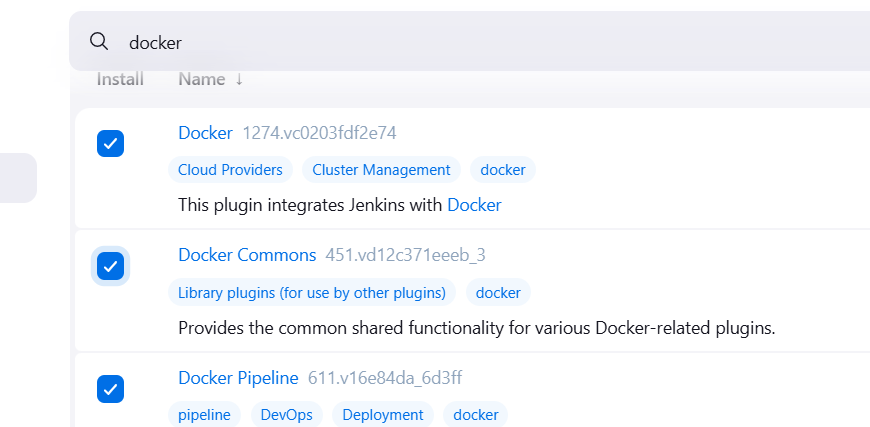 docker
Install Name ↓
Docker 1274.vc0203fdf2e74
Cloud Providers Cluster Management docker
This plugin integrates Jenkins with Docker
Docker Commons 451.vd12c371eeeb_3
Library plugins (for use by other plugins) docker
Provides the common shared functionality for various Docker-related plugins.
Docker Pipeline 611.v16e84da_6d3ff
pipeline DevOps Deployment docker